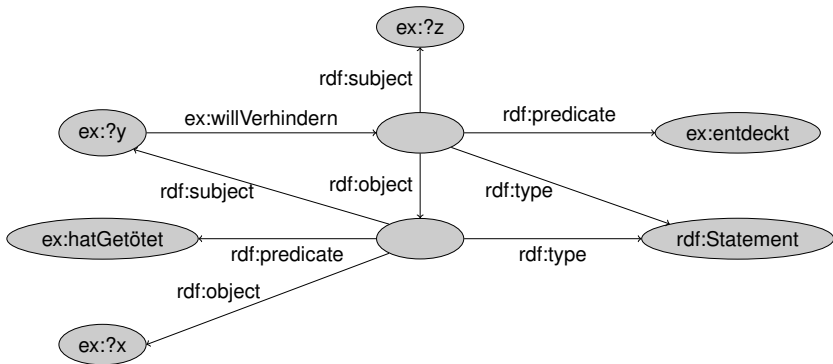 ex:?z
rdf:subject
ex:?y
ex:willVerhindern
rdf:predicate
ex:entdeckt
rdf:subject
rdf:object
rdf:type
ex:hatGetötet
rdf:predicate
rdf:type
rdf:Statement
rdf:object
ex:?x